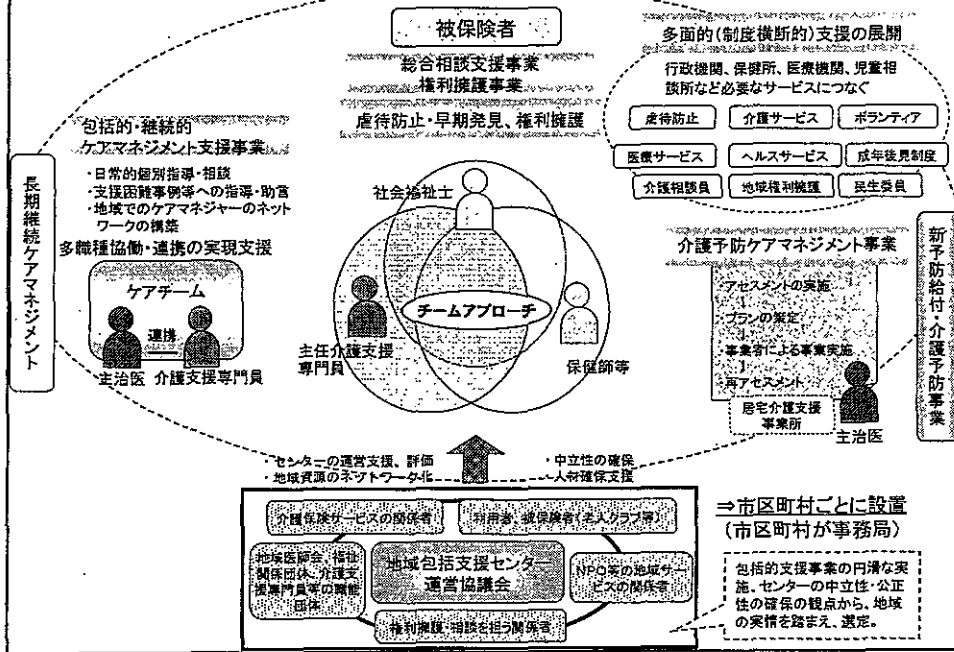 被保険者
総合相談支援事業
権利擁護事業
虐待防止・早期発見、権利擁護
多面的(制度横断的)支援の展開
行政機関、保健所、医療機関、児童相
談所など必要なサービスにつなぐ
虐待防止
介護サービス
ボランティア
医療サービス
ヘルスサービス
成年後見制度
介護相談員
地域権利擁護
民生委員
包括的・継続的
ケアマネジメント支援事業
・日常的個別指導・相談
・支援困難事例等への指導・助言
・地域でのケアマネジャーのネット
ワークの構築
多職種協働・連携の実現支援
ケアチーム
連携
主治医
介護支援専門員
長期継続ケアマネジメント
社会福祉士
チームアプローチ
主任介護支援
専門員
保健師等
介護予防ケアマネジメント事業
・アセスメントの実施
↓
・プランの策定
↓
・事業者による事業実施
↓
・再アセスメント
居宅介護支援
事業所
主治医
新予防給付・介護予防事業
・センターの運営支援、評価
・地域資源のネットワーク化
・中立性の確保
・人材確保支援
介護保険サービスの関係者
利用者、被保険者(老人クラブ等)
地域医師会、福祉
関係団体、介護支
援専門員等の職能
団体
地域包括支援センター
運営協議会
NPO等の地域サー
ビスの関係者
権利擁護・相談を担う関係者
⇒市区町村ごとに設置
(市区町村が事務局)
包括的支援事業の円滑な実
施、センターの中立性・公正
性の確保の観点から、地域
の実情を踏まえ、選定。